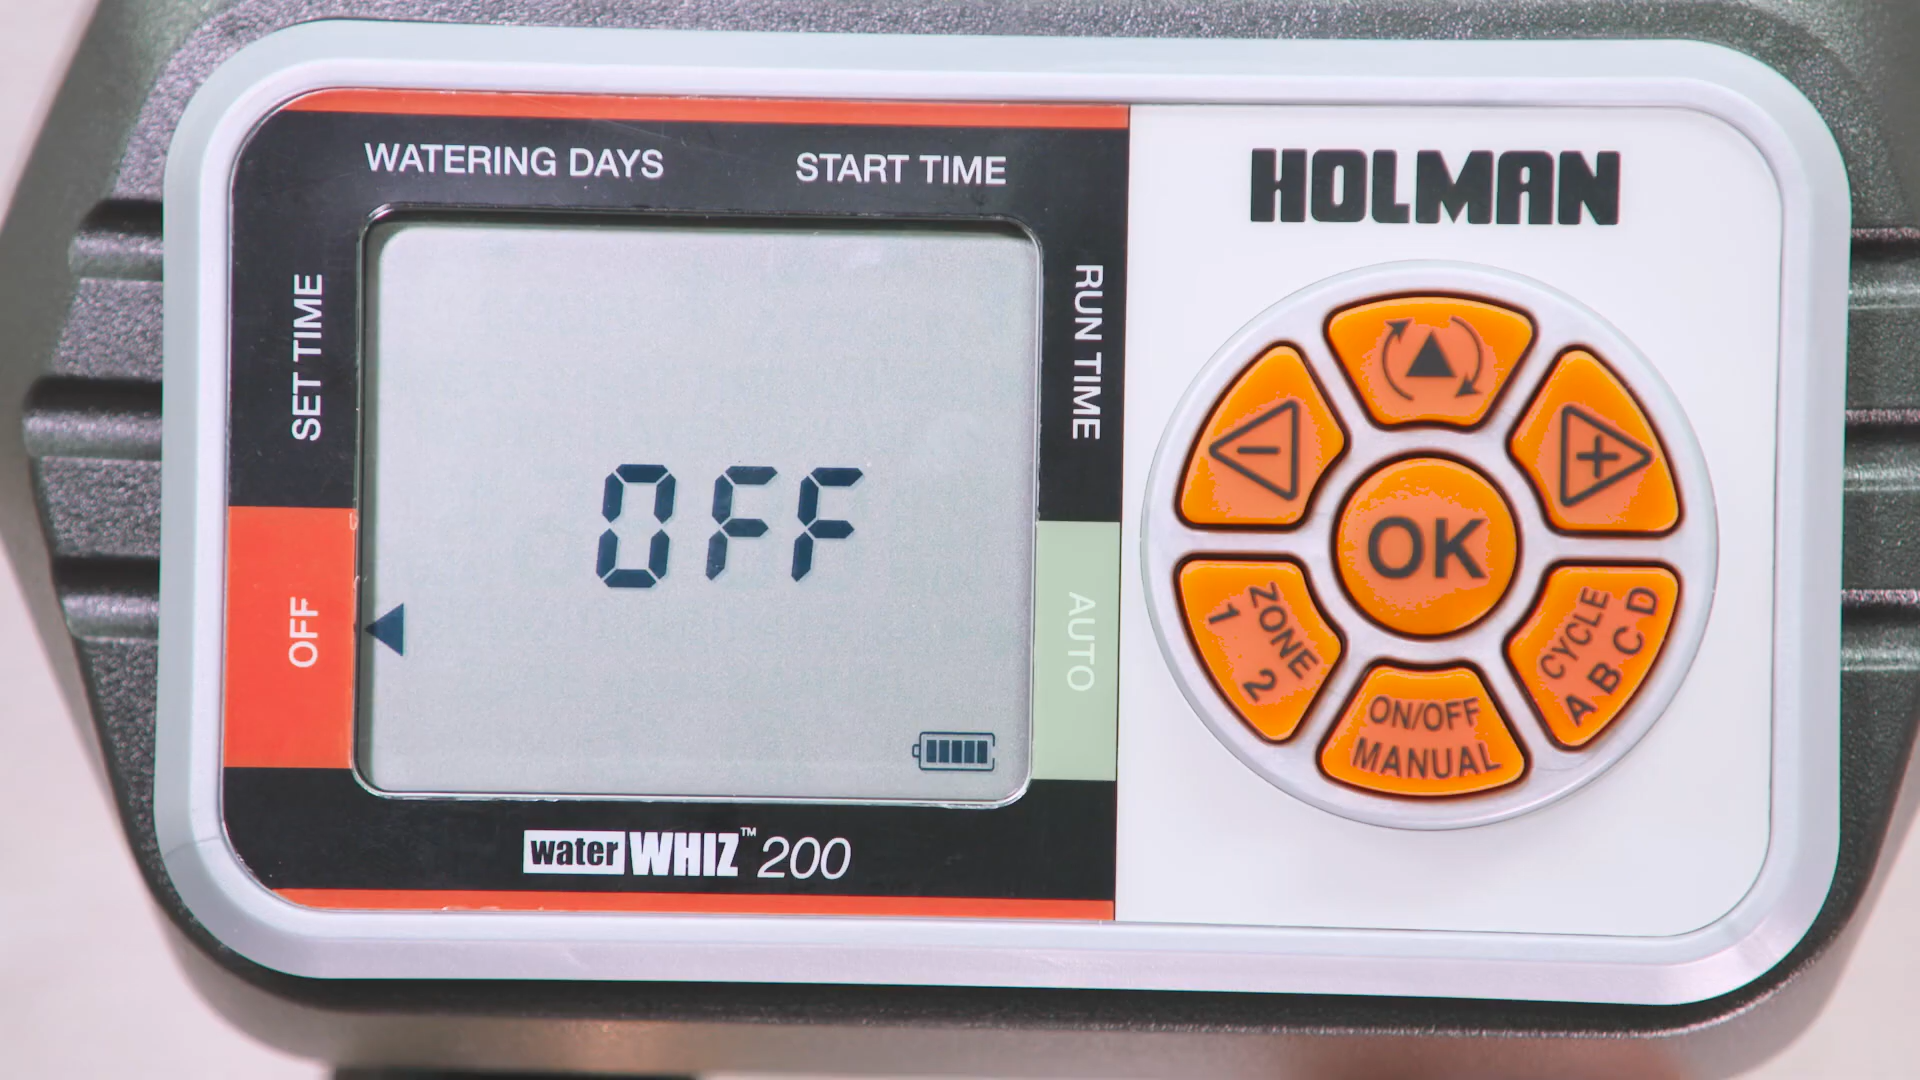 WATERING DAYS
START TIME
SET TIME
RUN TIME
OFF
OFF
AUTO
water WHIZ™ 200
HOLMAN
-
+
OK
ZONE
1 2
CYCLE
A B C D
ON/OFF
MANUAL